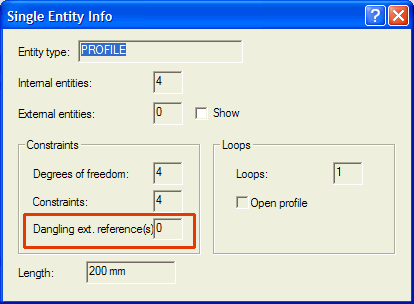 Single Entity Info
Entity type: PROFILE
Internal entities: 4
External entities: 0 Show
Constraints
Degrees of freedom: 4
Constraints: 4
Dangling ext. reference(s) 0
Loops
Loops: 1
Open profile
Length: 200 mm